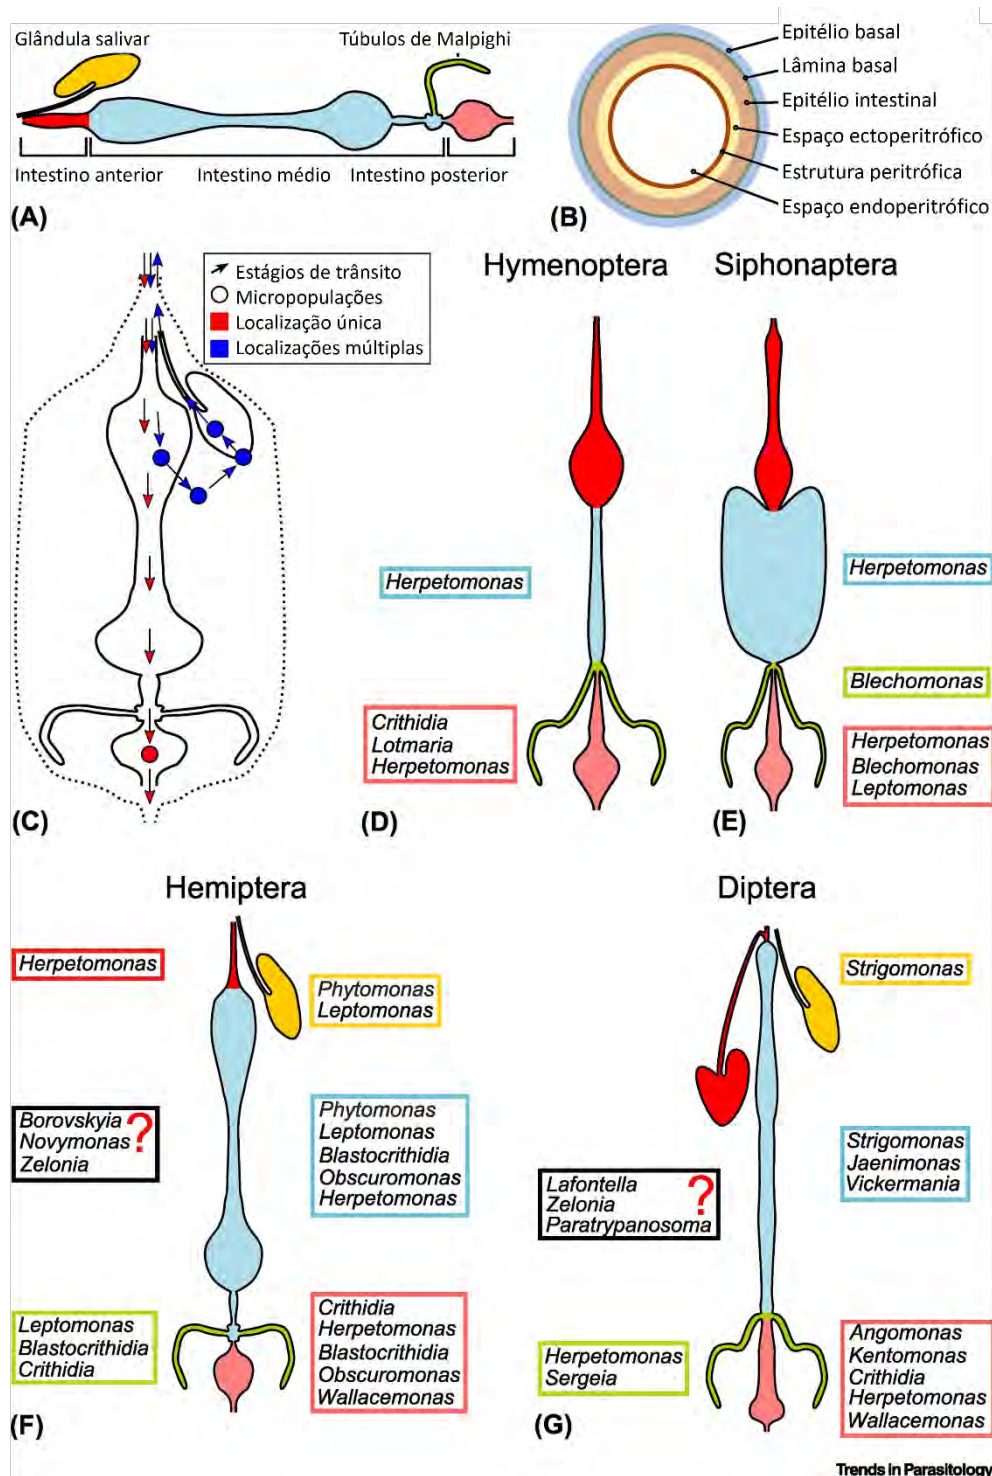 Glândula salivar
Túbulos de Malpighi
Intestino anterior
Intestino médio
Intestino posterior
(A)
Epitélio basal
Lâmina basal
Epitélio intestinal
Espaço ectoperitrófico
Estrutura peritrófica
Espaço endoperitrófico
(B)
Estágios de trânsito
Micropopulações
Localização única
Localizações múltiplas
(C)
Hymenoptera
Herpetomonas
Crithidia
Lotmaria
Herpetomonas
(D)
Siphonaptera
Herpetomonas
Blechomonas
Herpetomonas
Blechomonas
Leptomonas
(E)
Hemiptera
Herpetomonas
Phytomonas
Leptomonas
Borovskyia
Novymonas
Zelonia
?
Phytomonas
Leptomonas
Blastocrithidia
Obscuromonas
Herpetomonas
Leptomonas
Blastocrithidia
Crithidia
Crithidia
Herpetomonas
Blastocrithidia
Obscuromonas
Wallacemonas
(F)
Diptera
Strigomonas
Lafontella
Zelonia
Paratrypanosoma
?
Strigomonas
Jaenimonas
Vickermania
Herpetomonas
Sergeia
Angomonas
Kentomonas
Crithidia
Herpetomonas
Wallacemonas
(G)
Trends in Parasitology